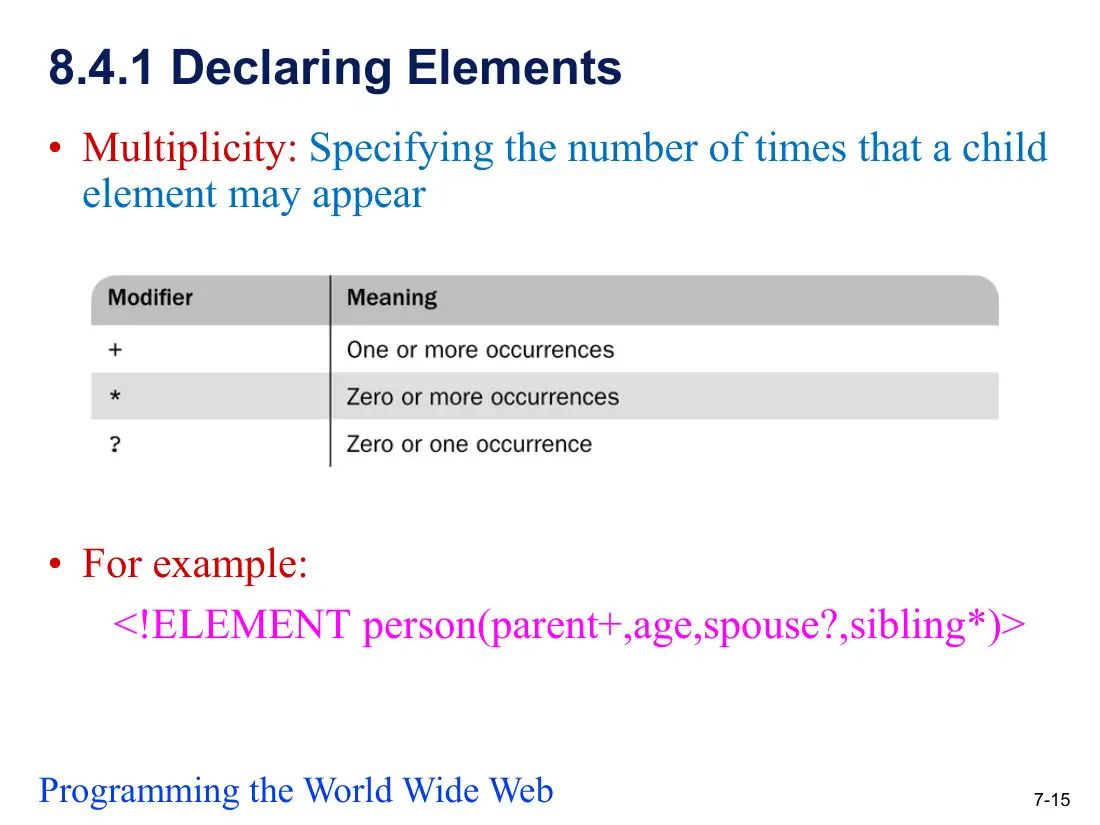 8.4.1 Declaring Elements
• Multiplicity: Specifying the number of times that a child
element may appear
Modifier Meaning
+ One or more occurrences
* Zero or more occurrences
? Zero or one occurrence
• For example:
<!ELEMENT person(parent+,age,spouse?,sibling*)>
Programming the World Wide Web
7-15